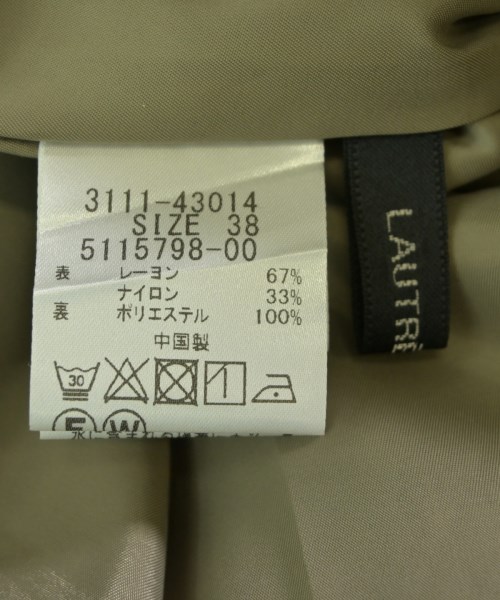 3111-43014
SIZE 38
5115798-00
表 レーヨン 67%
ナイロン 33%
裏 ポリエステル 100%
中国製
30
F W
LAUTRE